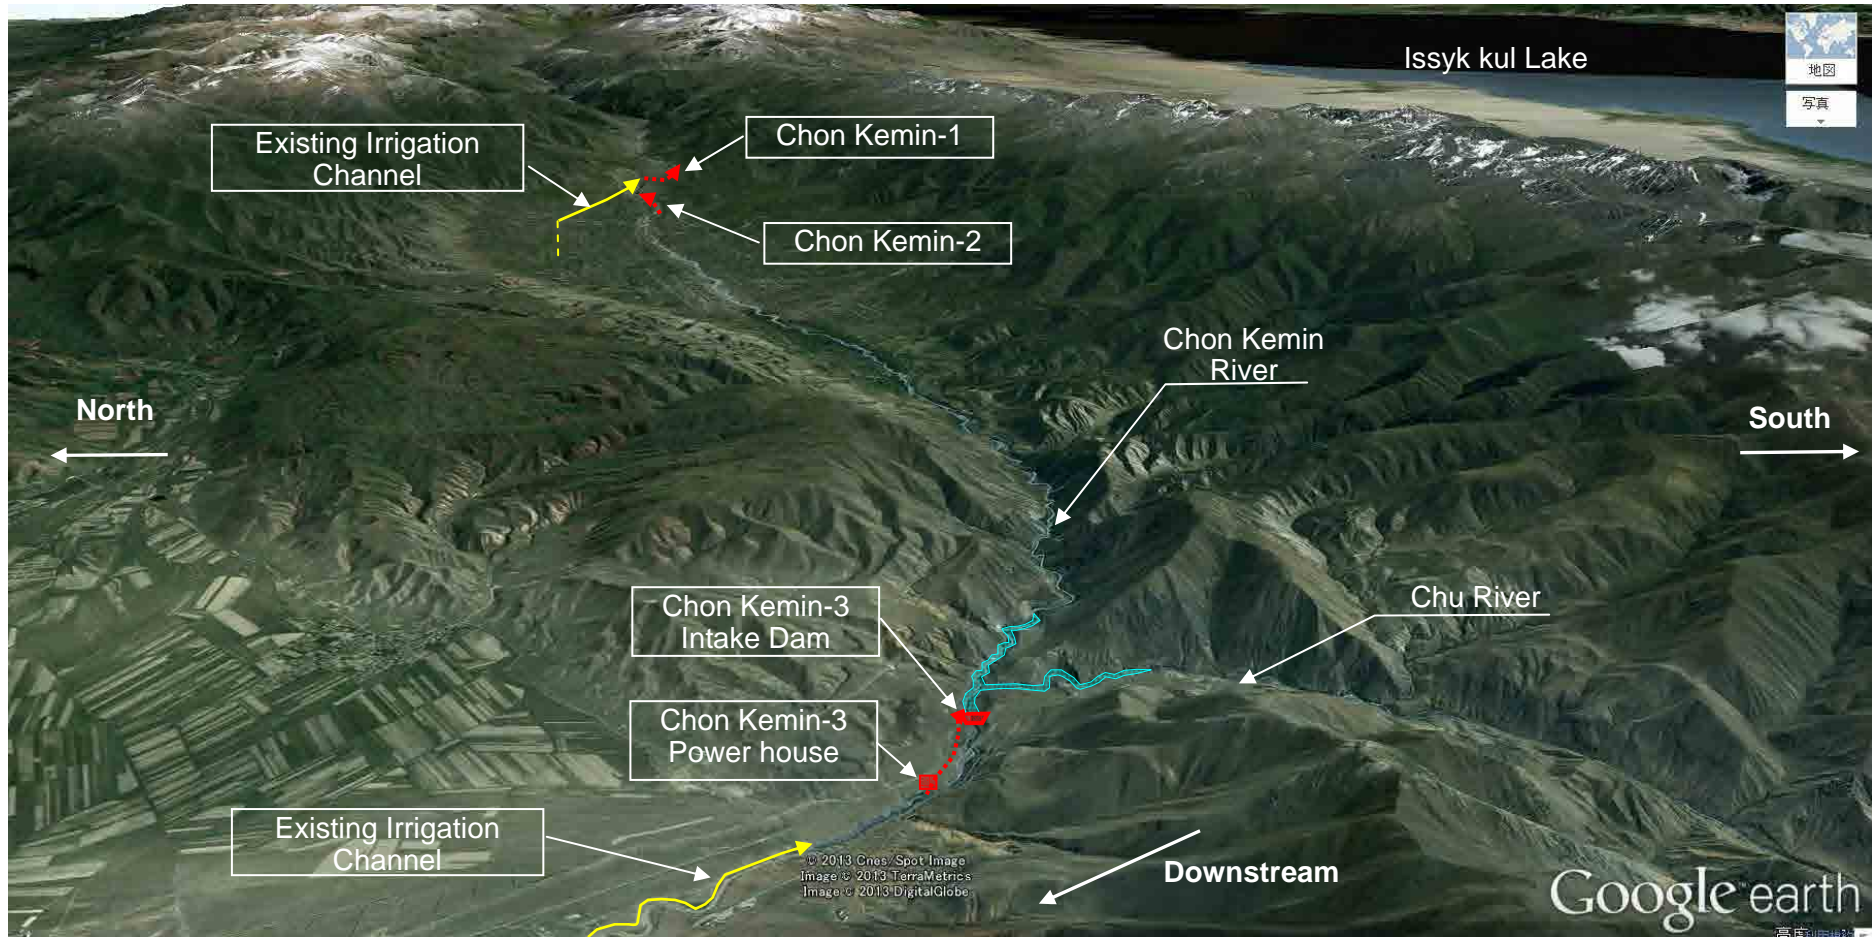 Issyk kul Lake
地図
写真
Existing Irrigation
Channel
Chon Kemin-1
Chon Kemin-2
Chon Kemin
River
North
South
Chon Kemin-3
Intake Dam
Chu River
Chon Kemin-3
Power house
Existing Irrigation
Channel
© 2013 Cnes/Spot Image
Image © 2013 TerraMetrics
Image © 2013 DigitalGlobe
Downstream
Google earth